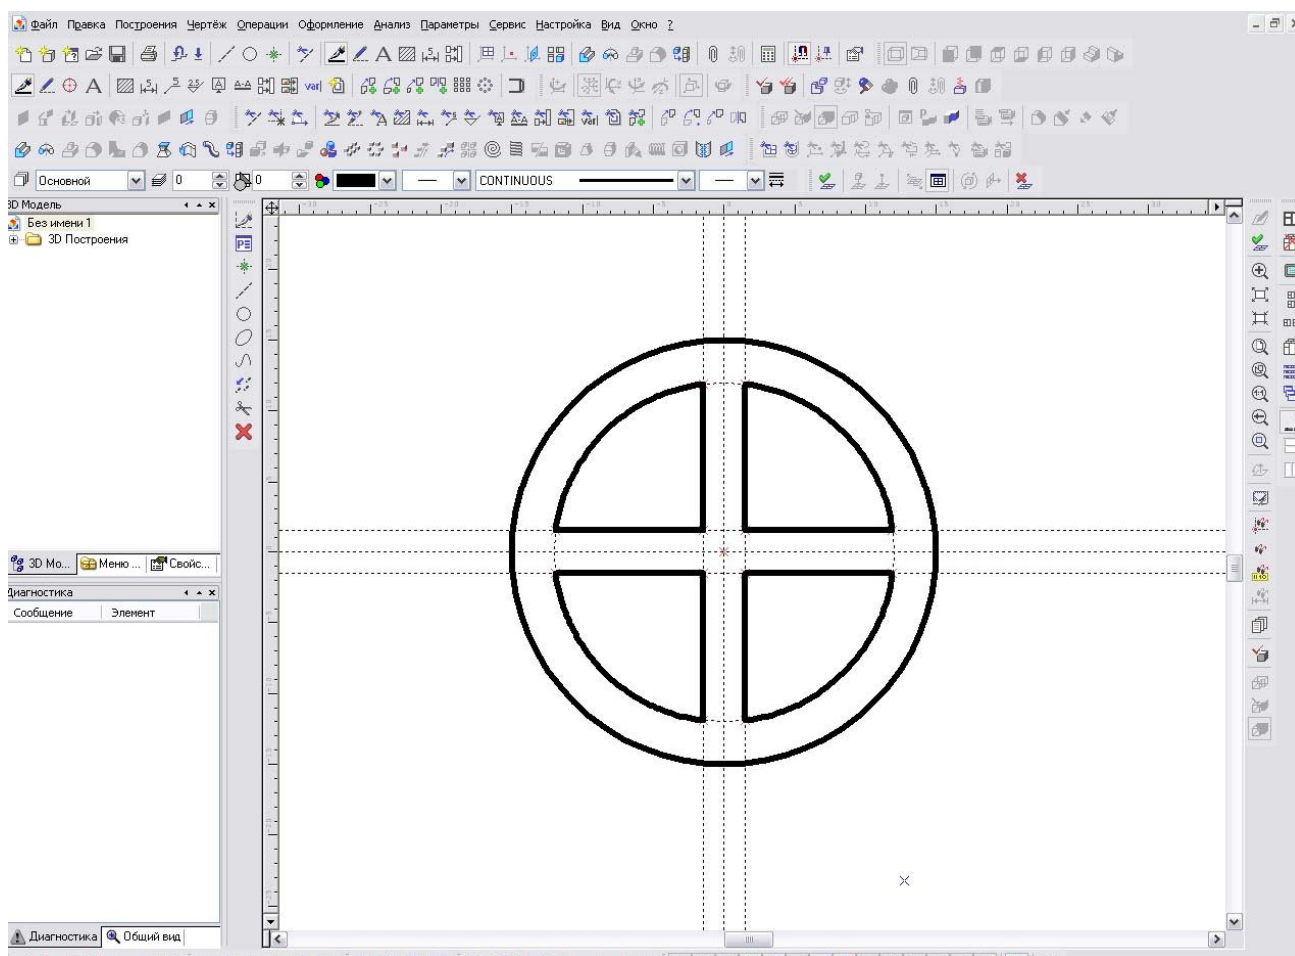 Файл Правка Построения Чертёж Операции Оформление Анализ Параметры Сервис Настройка Вид Окно ?
Основной 0 0 CONTINUOUS
3D Модель
Без имени 1
3D Построения
3D Мо... Меню ... Свойс...
Диагностика
Сообщение Элемент
Диагностика Общий вид